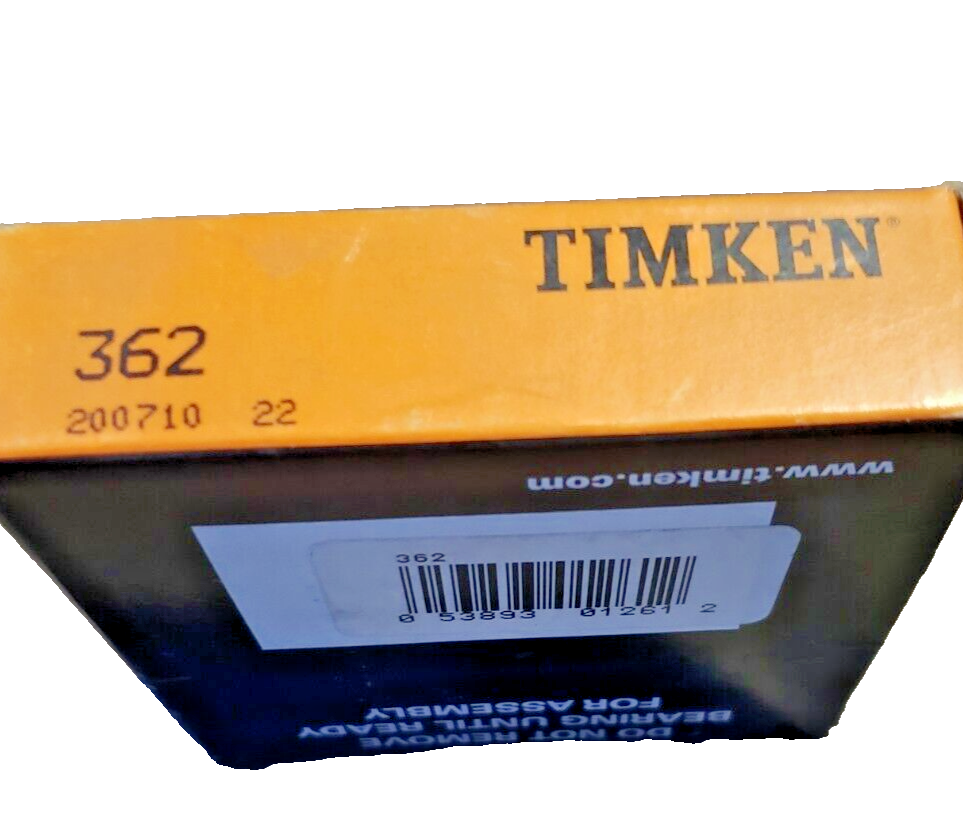 TIMKEN®
362
200710 22
www.timken.com
362
0 53893 01261 2
DO NOT REMOVE
BEARING UNTIL READY
FOR ASSEMBLY